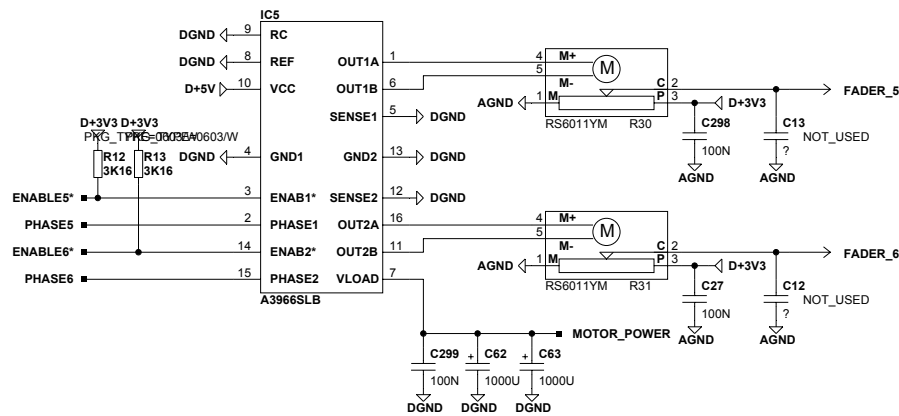 IC5
DGND 9 RC
DGND 8 REF OUT1A 1 4 M+ M
D+5V 10 VCC OUT1B 6 5 M- C 2 FADER_5
AGND 1 M P 3 D+3V3
SENSE1 5 DGND RS6011YM R30
C298 100N AGND
C13 NOT_USED ? AGND
D+3V3 D+3V3
R12 3K16
R13 3K16
DGND 4 GND1 GND2 13 DGND
ENABLE5* 3 ENAB1* SENSE2 12 DGND
PHASE5 2 PHASE1 OUT2A 16 4 M+ M
ENABLE6* 14 ENAB2* OUT2B 11 5 M- C 2 FADER_6
AGND 1 M P 3 D+3V3
PHASE6 15 PHASE2 VLOAD 7 RS6011YM R31
A3966SLB
C27 100N AGND
C12 NOT_USED ? AGND
MOTOR_POWER
C299 100N DGND
+ C62 1000U DGND
+ C63 1000U DGND